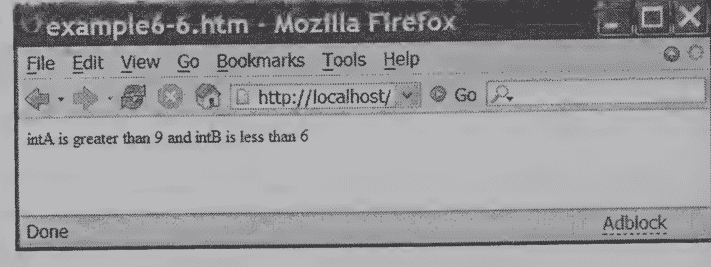 example6-6.htm - Mozilla Firefox
File Edit View Go Bookmarks Tools Help
http://localhost/ Go
intA is greater than 9 and intB is less than 6
Done Adblock